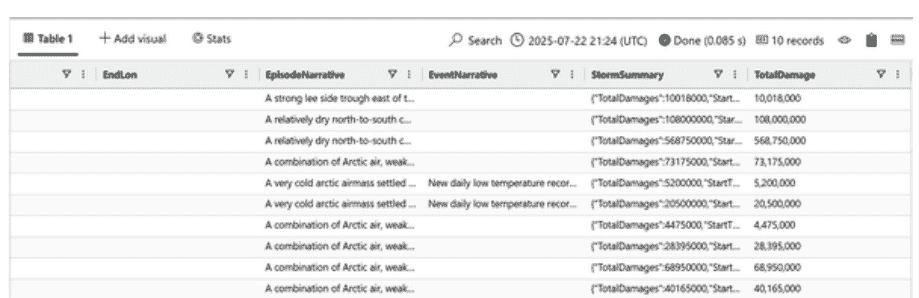 Table 1 + Add visual Stats Search 2025-07-22 21:24 (UTC) Done (0.085 s) 10 records
EndLon EpisodeNarrative EventNarrative StormSummary TotalDamage
A strong lee side trough east of t... {"TotalDamages":10018000,"Start... 10,018,000
A relatively dry north-to-south c... {"TotalDamages":108000000,"Star... 108,000,000
A relatively dry north-to-south c... {"TotalDamages":568750000,"Star... 568,750,000
A combination of Arctic air, weak... {"TotalDamages":73175000,"Start... 73,175,000
A very cold arctic airmass settled ... New daily low temperature recor... {"TotalDamages":5200000,"StartT... 5,200,000
A very cold arctic airmass settled ... New daily low temperature recor... {"TotalDamages":20500000,"Start... 20,500,000
A combination of Arctic air, weak... {"TotalDamages":4475000,"StartT... 4,475,000
A combination of Arctic air, weak... {"TotalDamages":28395000,"Start... 28,395,000
A combination of Arctic air, weak... {"TotalDamages":68950000,"Start... 68,950,000
A combination of Arctic air, weak... {"TotalDamages":40165000,"Start... 40,165,000